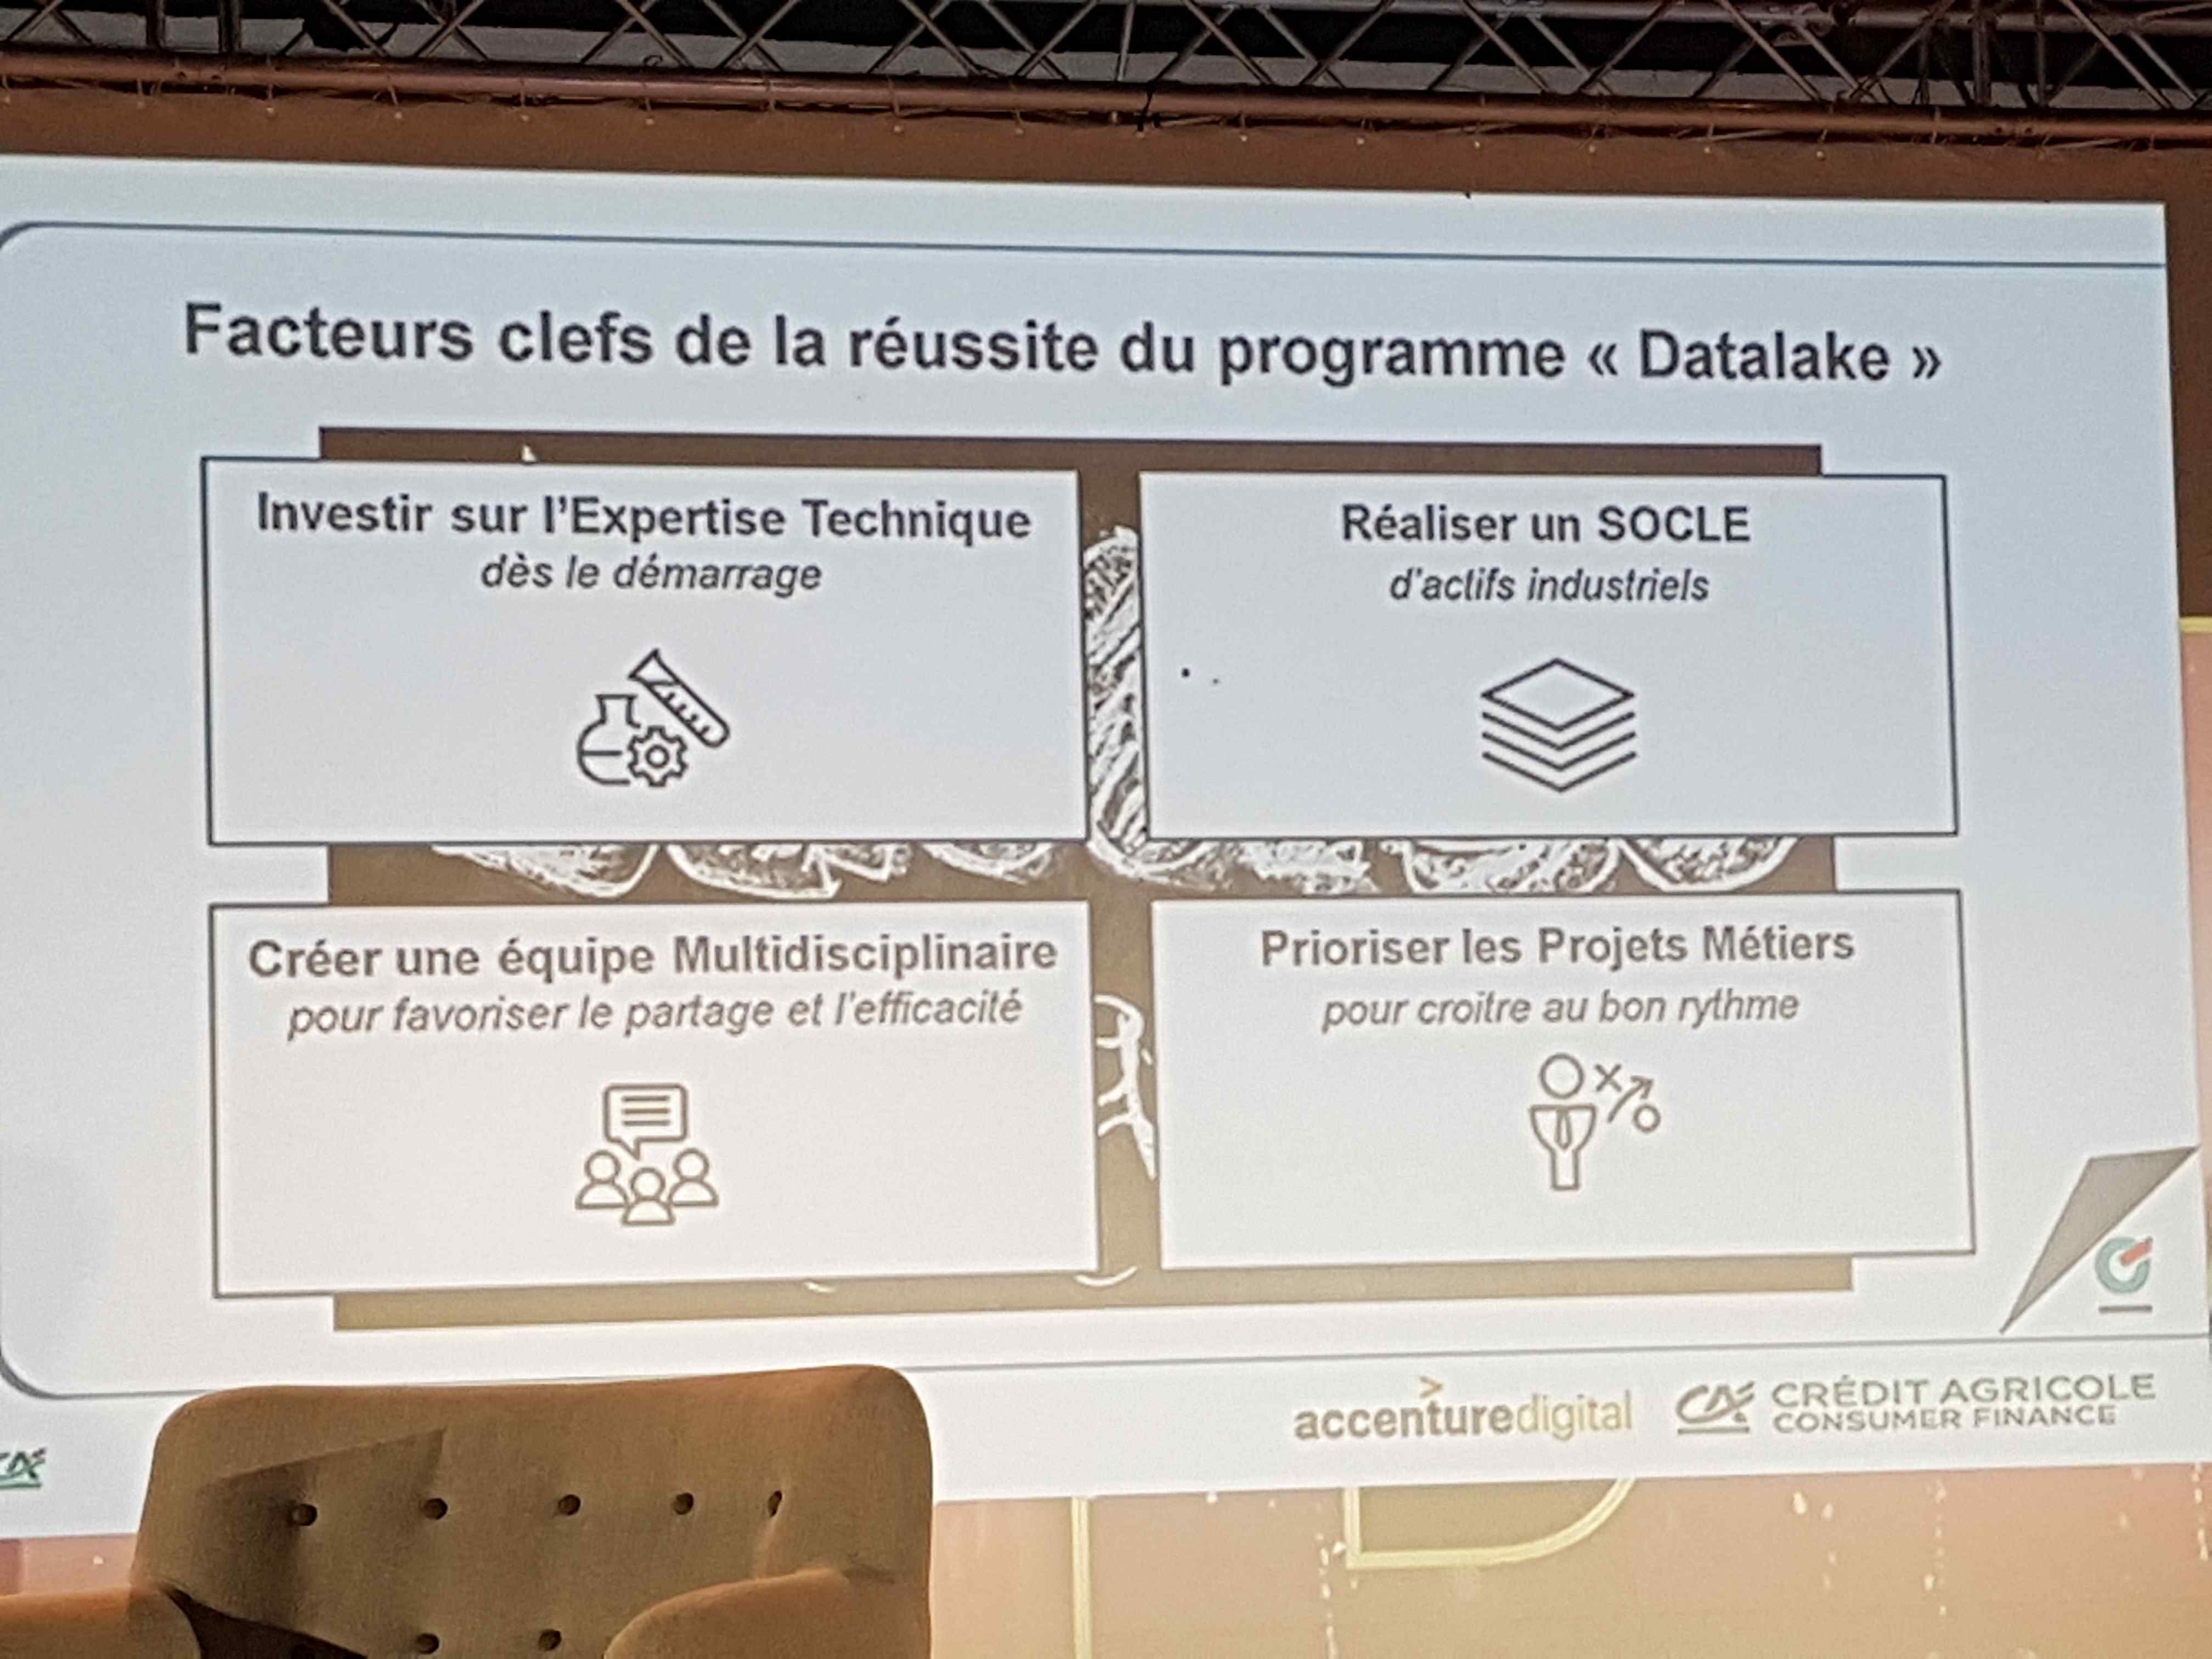 Facteurs clefs de la réussite du programme « Datalake »
Investir sur l'Expertise Technique
dès le démarrage
Réaliser un SOCLE
d'actifs industriels
Créer une équipe Multidisciplinaire
pour favoriser le partage et l'efficacité
Prioriser les Projets Métiers
pour croitre au bon rythme
accenturedigital
CRÉDIT AGRICOLE
CONSUMER FINANCE